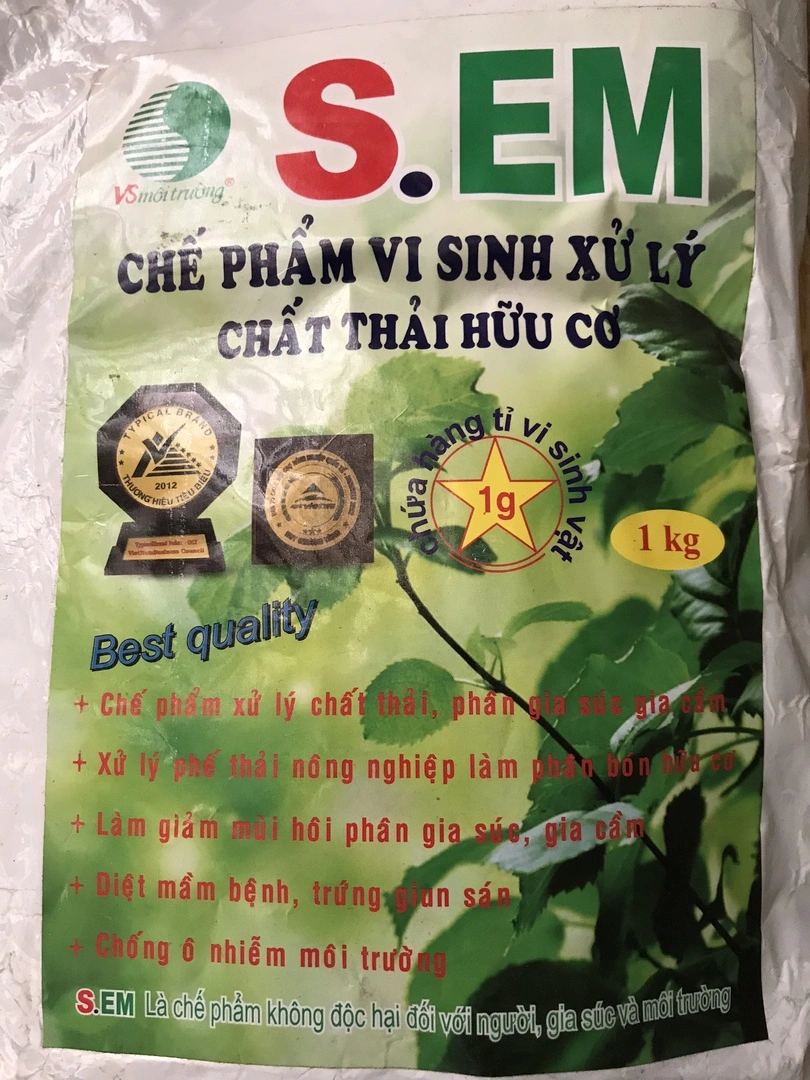 S.EM
VSmôi trường®
CHẾ PHẨM VI SINH XỬ LÝ
CHẤT THẢI HỮU CƠ
TYPICAL BRAND
2012
THƯƠNG HIỆU TIÊU BIỂU
Business Council
chứa hàng tỉ vi sinh vật
1g
1 kg
Best quality
+ Chế phẩm xử lý chất thải, phân gia súc gia cầm
+ Xử lý phế thải nông nghiệp làm phân bón hữu cơ
+ Làm giảm mùi hôi phân gia súc, gia cầm
+ Diệt mầm bệnh, trứng giun sán
+ Chống ô nhiễm môi trường
S.EM Là chế phẩm không độc hại đối với người, gia súc và môi trường